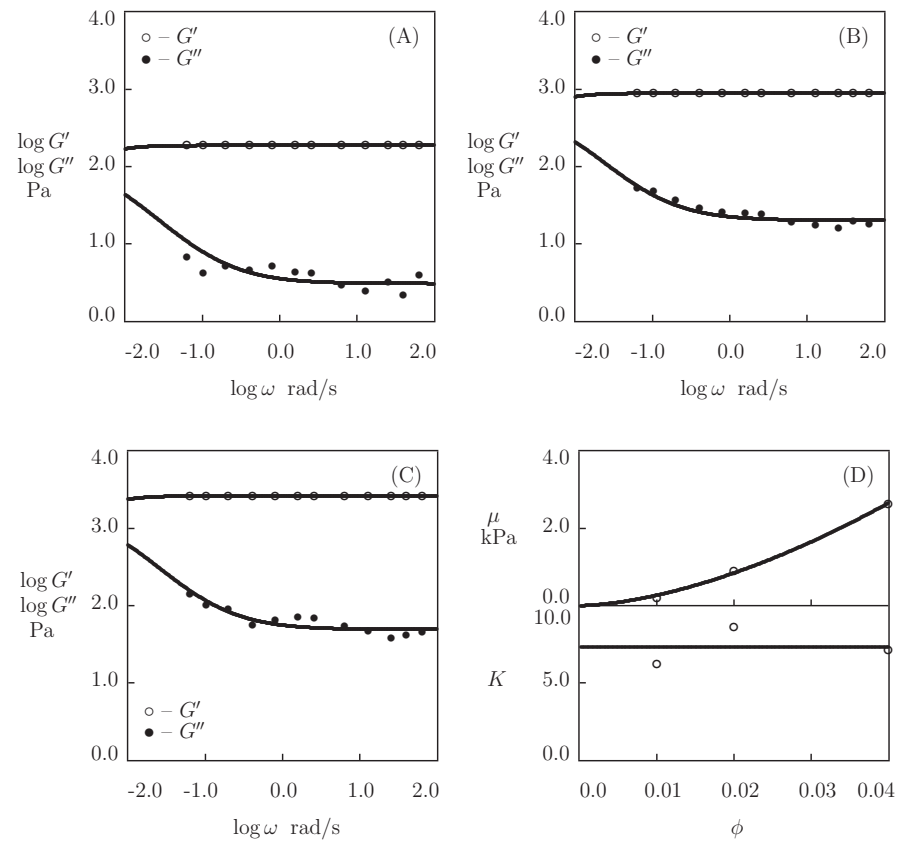 4.0
(A)
○ – G′
● – G′′
3.0
log G′
log G′′
Pa
2.0
1.0
0.0
-2.0 -1.0 0.0 1.0 2.0
log ω rad/s
4.0
(B)
○ – G′
● – G′′
3.0
log G′
log G′′
Pa
2.0
1.0
0.0
-2.0 -1.0 0.0 1.0 2.0
log ω rad/s
4.0
(C)
3.0
log G′
log G′′
Pa
2.0
1.0
○ – G′
● – G′′
0.0
-2.0 -1.0 0.0 1.0 2.0
log ω rad/s
4.0
(D)
μ
kPa
2.0
0.0
10.0
K
5.0
0.0
0.0 0.01 0.02 0.03 0.04
ϕ